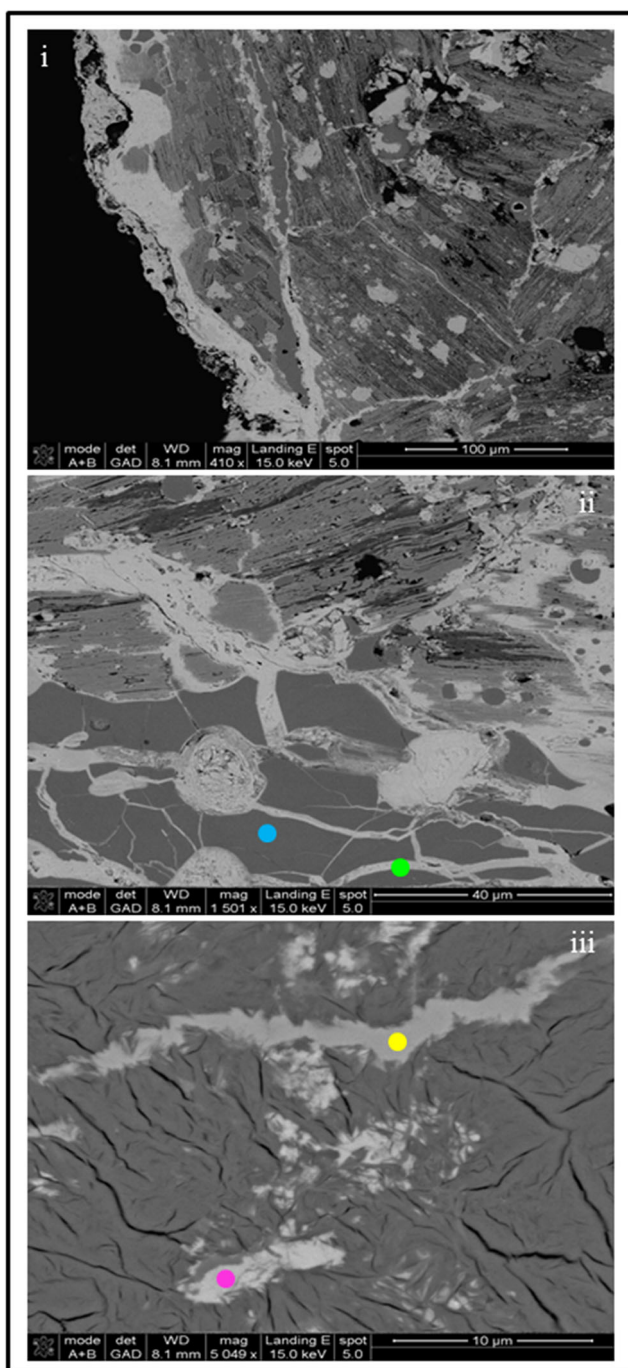 i
mode det WD mag Landing E spot
A+B GAD 8.1 mm 410 x 15.0 keV 5.0
100 µm
ii
mode det WD mag Landing E spot
A+B GAD 8.1 mm 1 501 x 15.0 keV 5.0
40 µm
iii
mode det WD mag Landing E spot
A+B GAD 8.1 mm 5 049 x 15.0 keV 5.0
10 µm